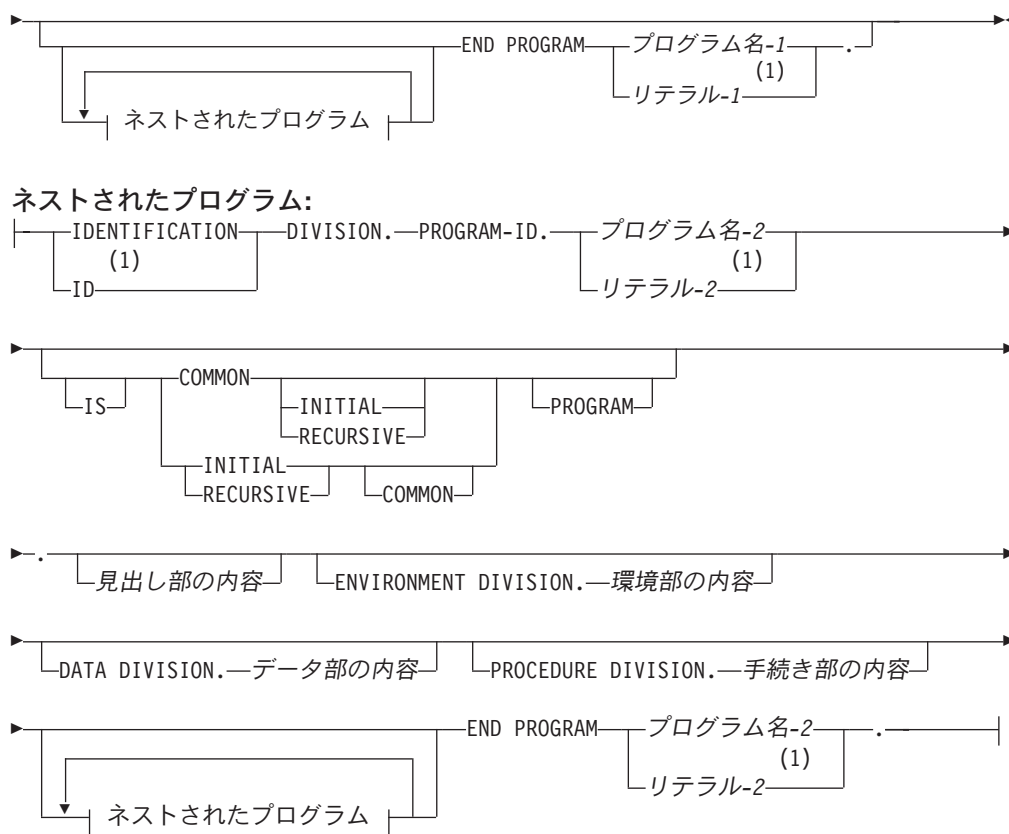 END PROGRAM プログラム名-1 .
(1)
リテラル-1
ネストされたプログラム
ネストされたプログラム:
IDENTIFICATION DIVISION. PROGRAM-ID. プログラム名-2
(1) (1)
ID リテラル-2
COMMON
IS INITIAL PROGRAM
RECURSIVE
INITIAL
RECURSIVE COMMON
.
見出し部の内容 ENVIRONMENT DIVISION. 環境部の内容
DATA DIVISION. データ部の内容 PROCEDURE DIVISION. 手続き部の内容
END PROGRAM プログラム名-2 .
(1)
リテラル-2
ネストされたプログラム